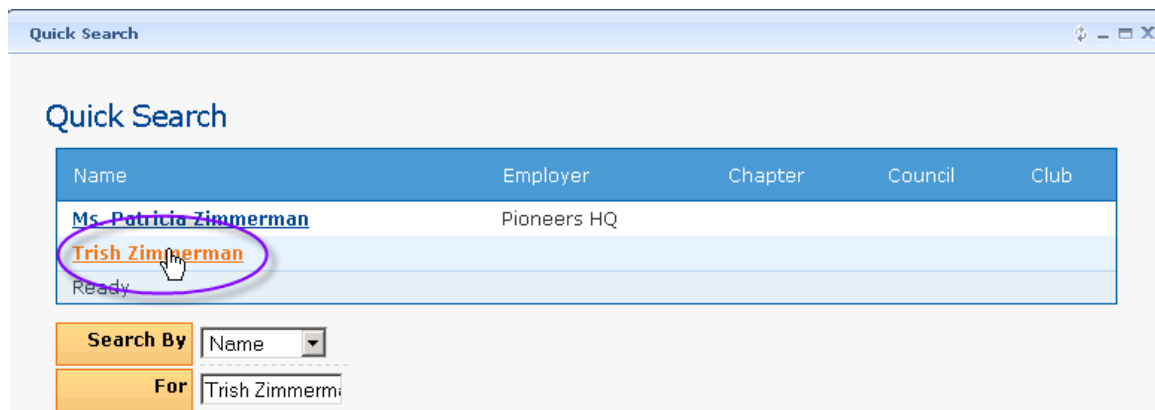 Quick Search
Quick Search
Name Employer Chapter Council Club
Ms. Patricia Zimmerman Pioneers HQ
Trish Zimmerman
Ready
Search By Name
For Trish Zimmerm